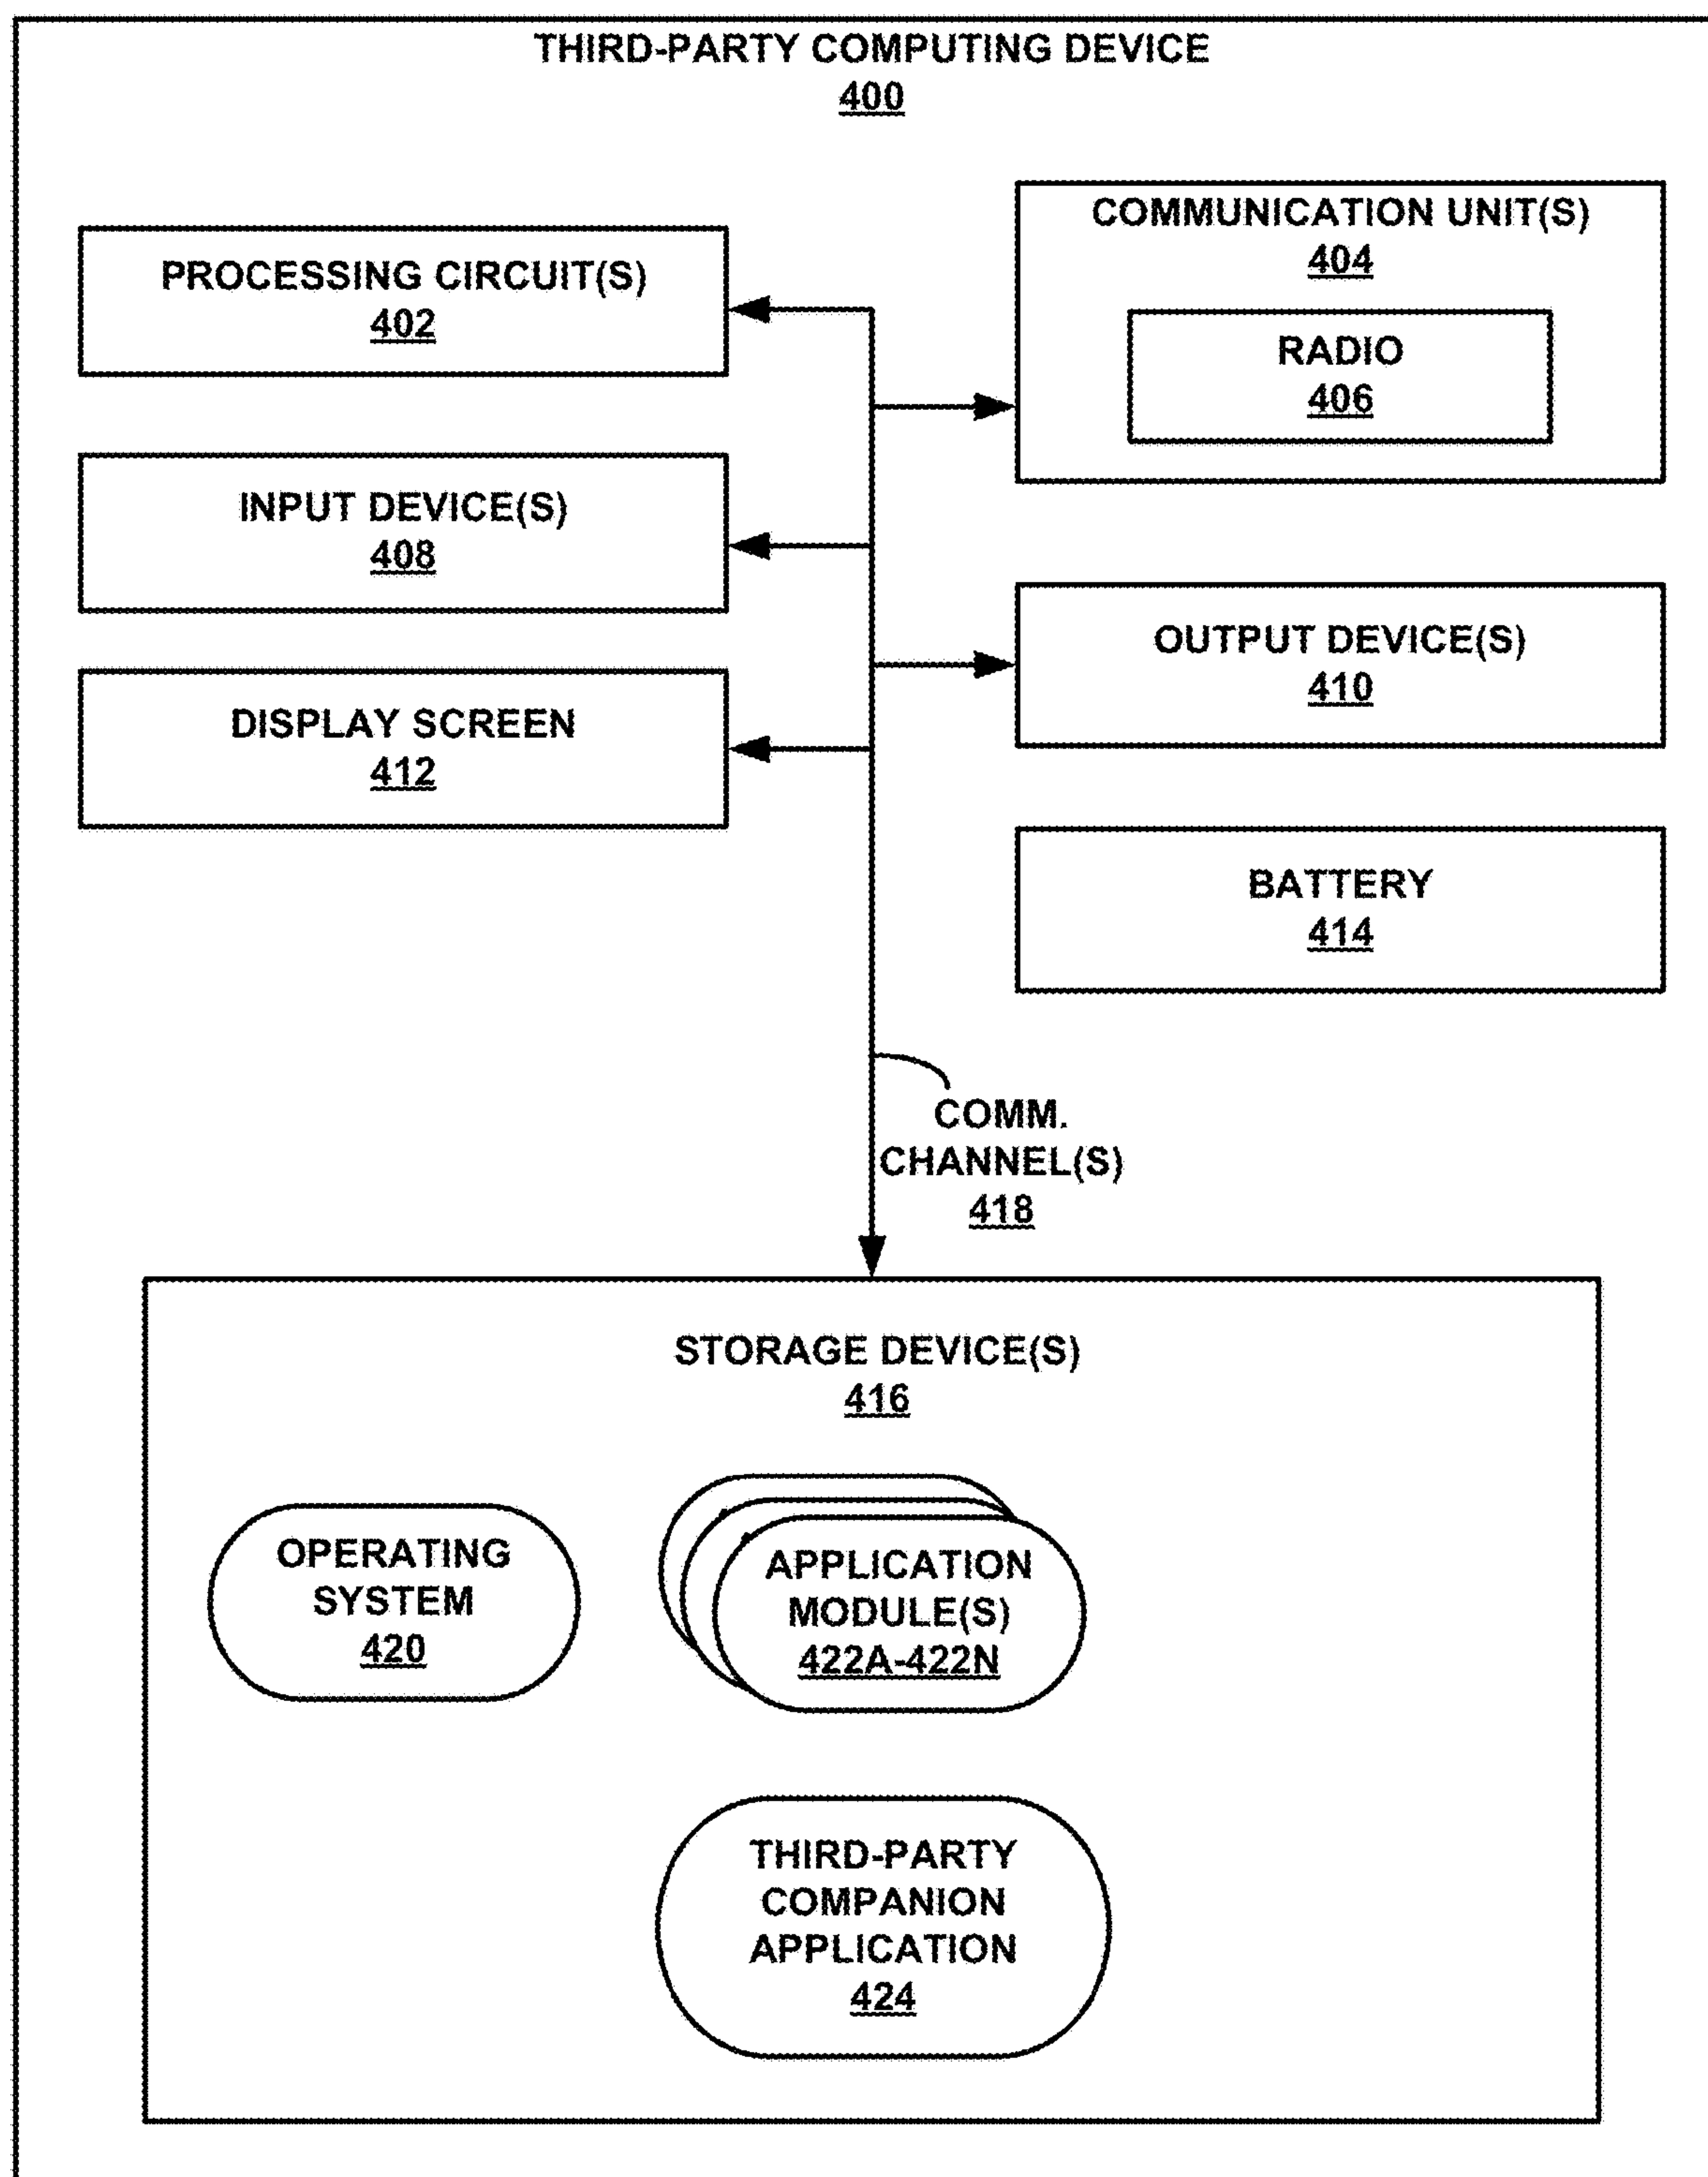 THIRD-PARTY COMPUTING DEVICE
400
PROCESSING CIRCUIT(S)
402
COMMUNICATION UNIT(S)
404
RADIO
406
INPUT DEVICE(S)
408
OUTPUT DEVICE(S)
410
DISPLAY SCREEN
412
BATTERY
414
COMM.
CHANNEL(S)
418
STORAGE DEVICE(S)
416
OPERATING
SYSTEM
420
APPLICATION
MODULE(S)
422A-422N
THIRD-PARTY
COMPANION
APPLICATION
424